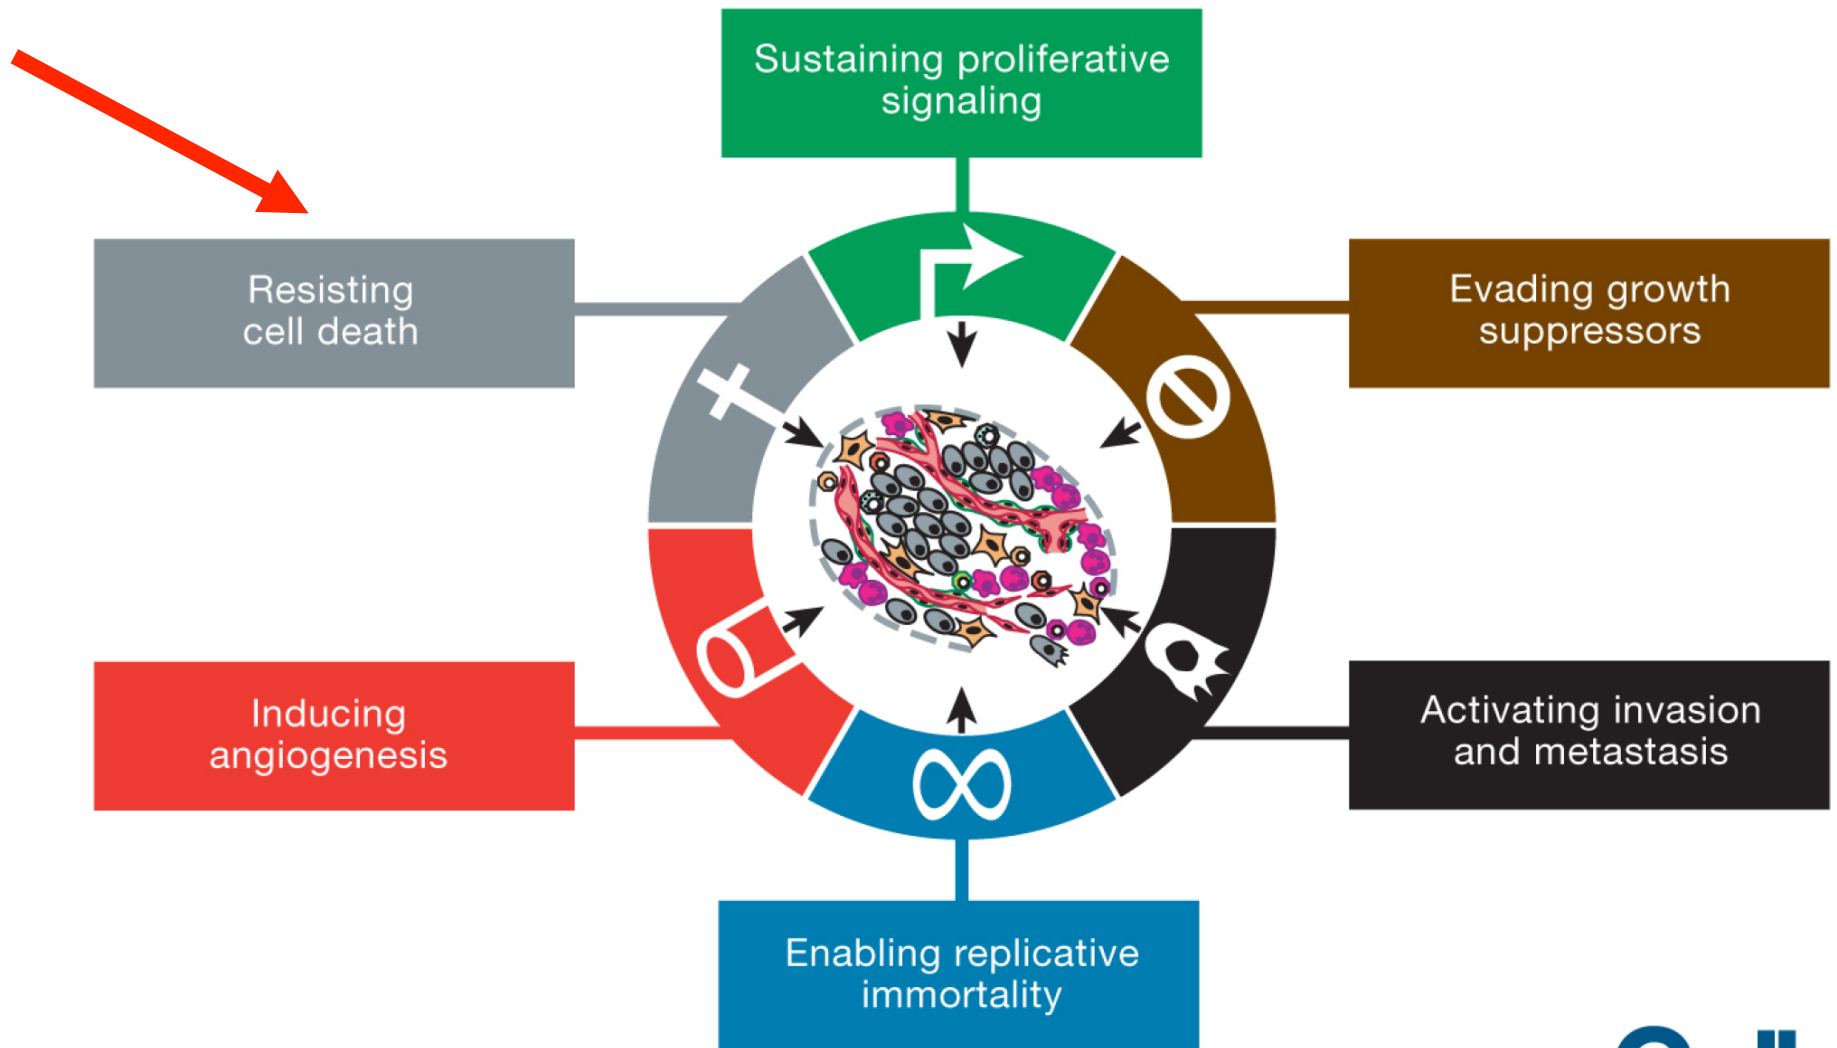 Sustaining proliferative
signaling
Resisting
cell death
Evading growth
suppressors
Inducing
angiogenesis
Activating invasion
and metastasis
Enabling replicative
immortality